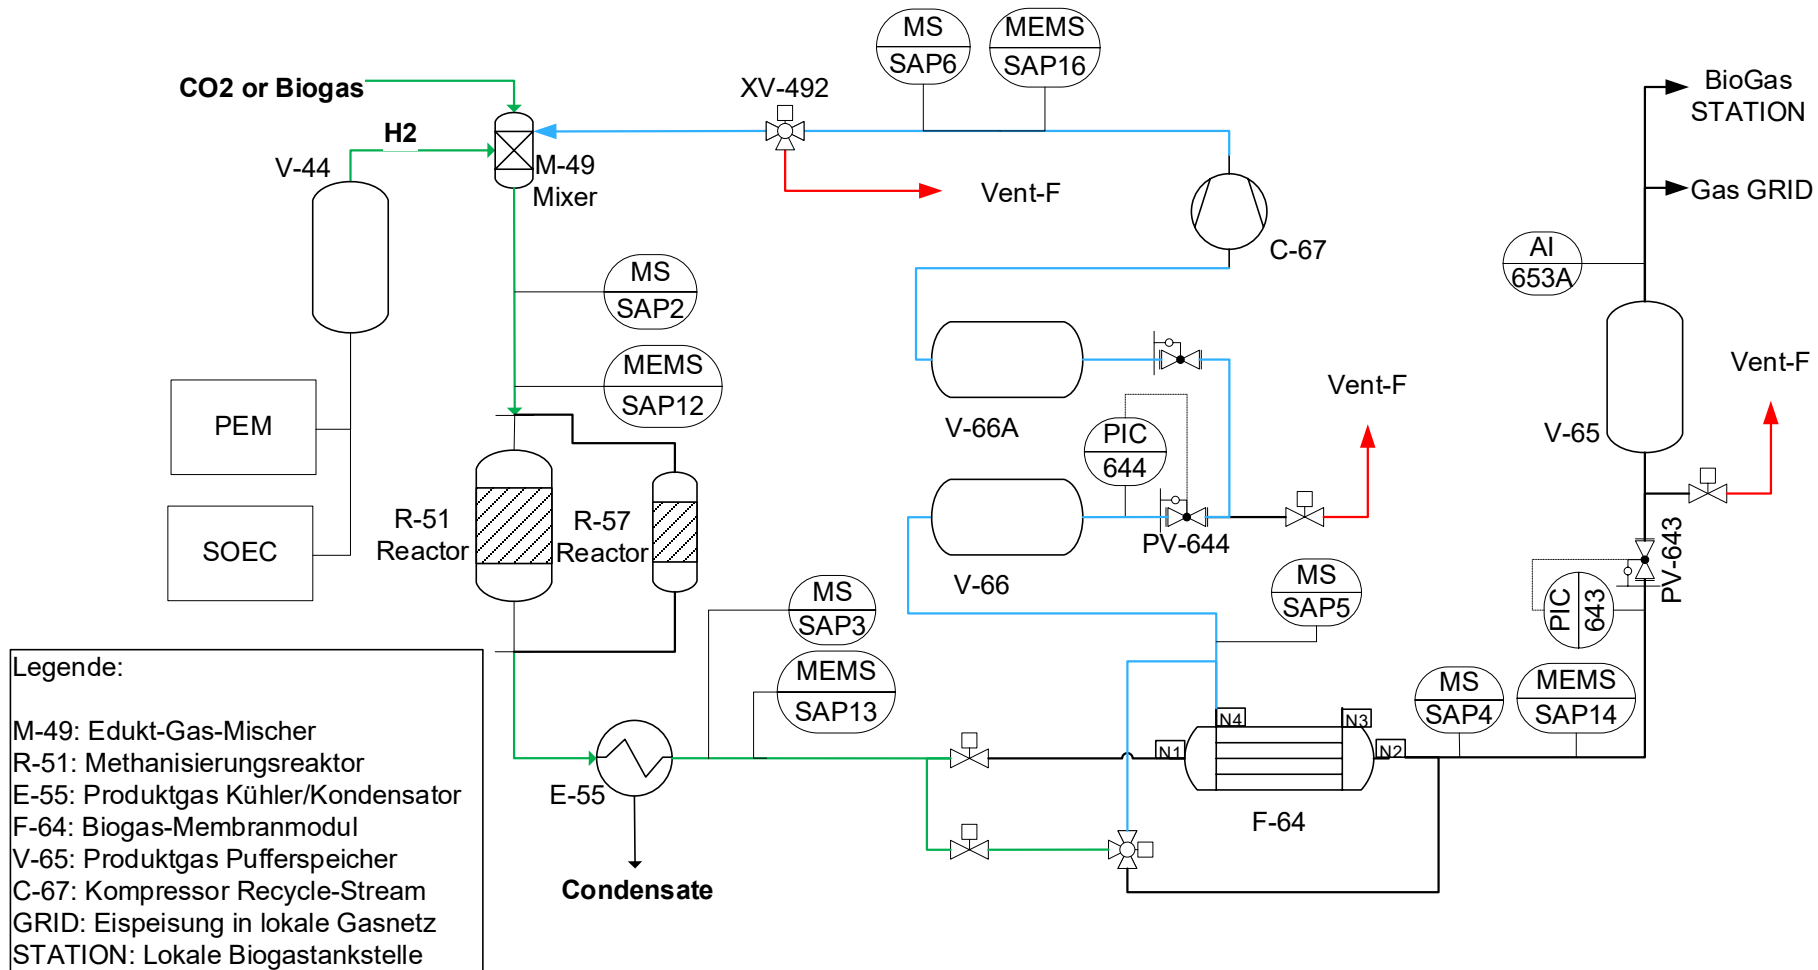 CO2 or Biogas
H2
V-44
M-49
Mixer
XV-492
MS
SAP6
MEMS
SAP16
Vent-F
C-67
BioGas
STATION
Gas GRID
AI
653A
Vent-F
V-65
MS
SAP2
MEMS
SAP12
PEM
SOEC
R-51
Reactor
R-57
Reactor
V-66A
PIC
644
Vent-F
PV-644
V-66
MS
SAP5
PV-643
PIC
643
MS
SAP3
MEMS
SAP13
MS
SAP4
MEMS
SAP14
N4
N3
N1
N2
F-64
E-55
Condensate
Legende:
M-49: Edukt-Gas-Mischer
R-51: Methanisierungsreaktor
E-55: Produktgas Kühler/Kondensator
F-64: Biogas-Membranmodul
V-65: Produktgas Pufferspeicher
C-67: Kompressor Recycle-Stream
GRID: Eispeisung in lokale Gasnetz
STATION: Lokale Biogastankstelle